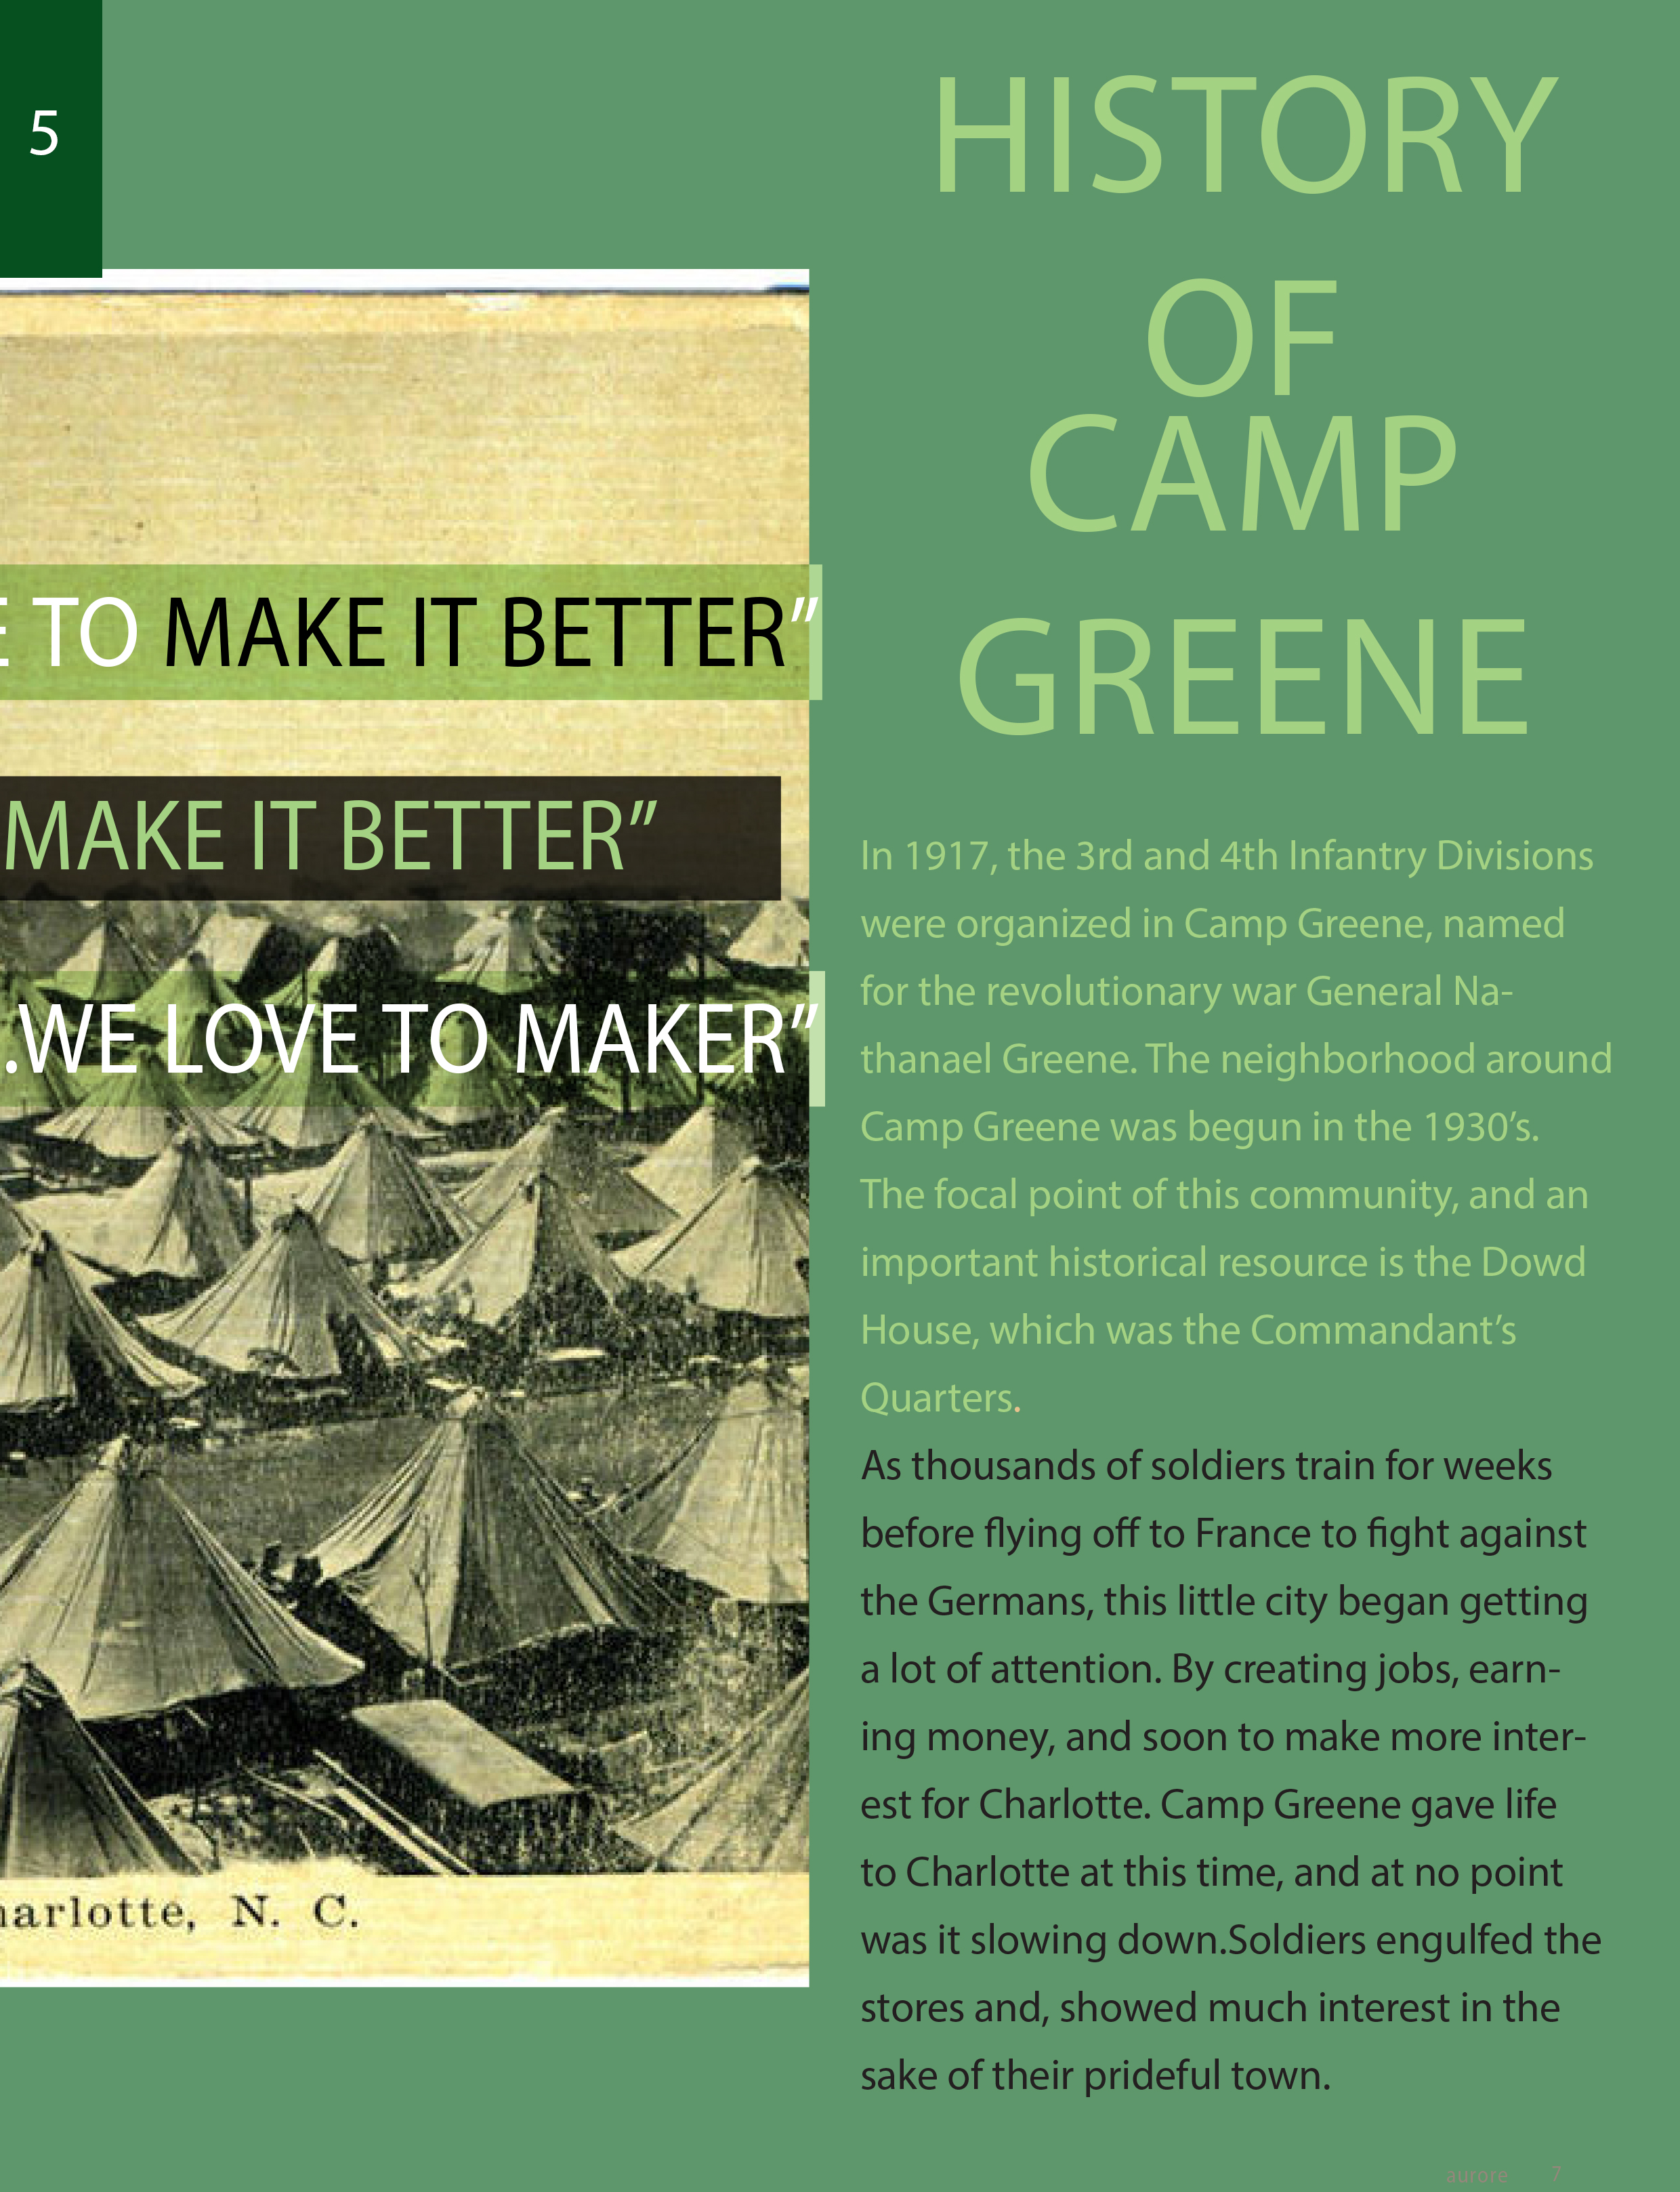 5
HISTORY
OF
CAMP
GREENE
TO MAKE IT BETTER”
MAKE IT BETTER”
.WE LOVE TO MAKER”
harlotte, N. C.
In 1917, the 3rd and 4th Infantry Divisions
were organized in Camp Greene, named
for the revolutionary war General Na-
thanael Greene. The neighborhood around
Camp Greene was begun in the 1930’s.
The focal point of this community, and an
important historical resource is the Dowd
House, which was the Commandant’s
Quarters.
As thousands of soldiers train for weeks
before flying off to France to fight against
the Germans, this little city began getting
a lot of attention. By creating jobs, earn-
ing money, and soon to make more inter-
est for Charlotte. Camp Greene gave life
to Charlotte at this time, and at no point
was it slowing down.Soldiers engulfed the
stores and, showed much interest in the
sake of their prideful town.
aurore 7